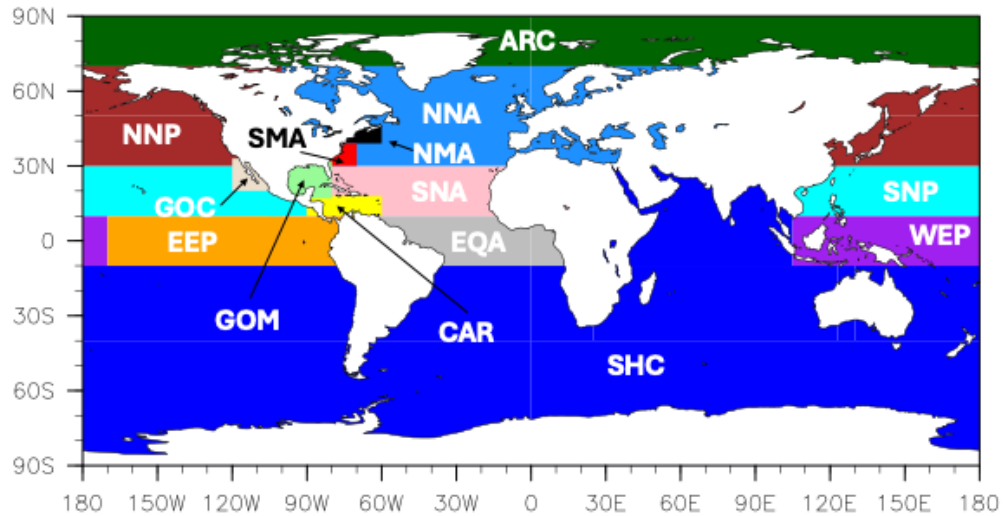 90N
ARC
60N
NNA
NNP
SMA
NMA
30N
SNA
SNP
GOC
0
EEP
EQA
WEP
30S
GOM
CAR
SHC
60S
90S
180 150W 120W 90W 60W 30W 0 30E 60E 90E 120E 150E 180